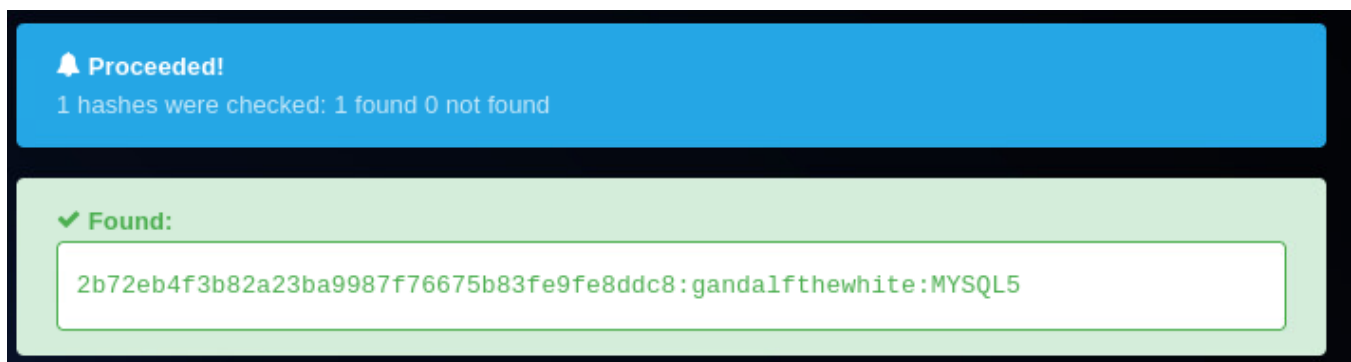 Proceeded!
1 hashes were checked: 1 found 0 not found
Found:
2b72eb4f3b82a23ba9987f76675b83fe9fe8ddc8:gandalfthewhite:MYSQL5